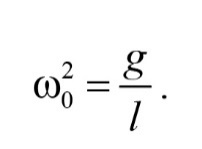 ω₀² = g/l.